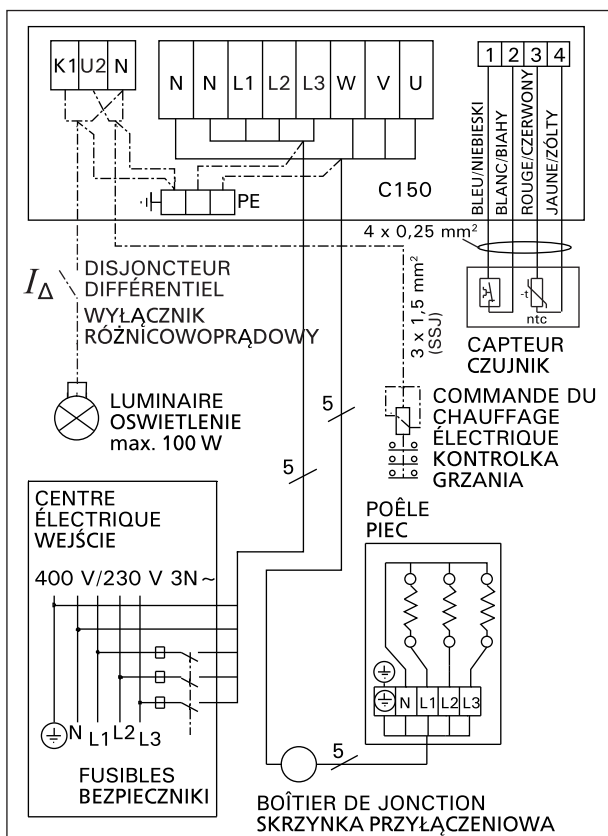 K1 U2 N
N N L1 L2 L3 W V U
1 2 3 4
BLEU/NIEBIESKI
BLANC/BIAHY
ROUGE/CZERWONY
JAUNE/ZÓLTY
PE
C150
4 x 0,25 mm²
I∆
DISJONCTEUR
DIFFÉRENTIEL
WYŁĄCZNIK
RÓŻNICOWOPRĄDOWY
3 x 1,5 mm²
(SSJ)
-t
ntc
CAPTEUR
CZUJNIK
LUMINAIRE
OSWIETLENIE
max. 100 W
5
5
COMMANDE DU
CHAUFFAGE
ÉLECTRIQUE
KONTROLKA
GRZANIA
CENTRE
ÉLECTRIQUE
WEJŚCIE
400 V/230 V 3N ~
N L1 L2 L3
FUSIBLES
BEZPIECZNIKI
POÊLE
PIEC
N L1 L2 L3
5
BOÎTIER DE JONCTION
SKRZYNKA PRZYŁĄCZENIOWA